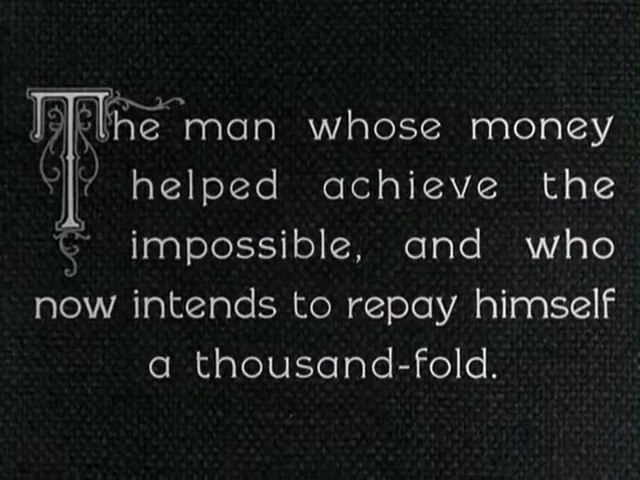 The man whose money
helped achieve the
impossible, and who
now intends to repay himself
a thousand-fold.